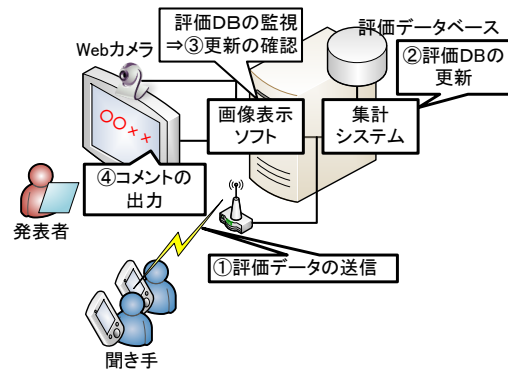 評価DBの監視
⇒③更新の確認
評価データベース
Webカメラ
②評価DBの
更新
○○××
画像表示
ソフト
集計
システム
④コメントの
出力
発表者
①評価データの送信
聞き手